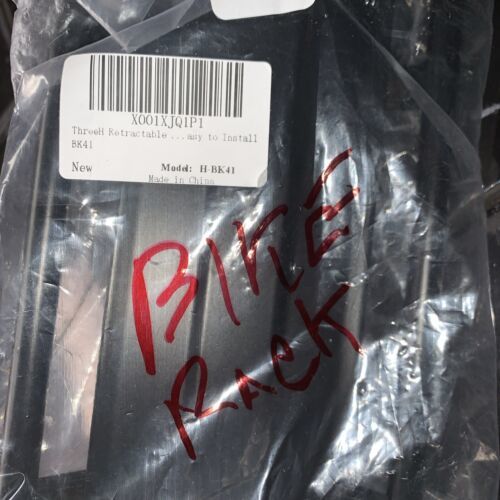 X001XJQ1P1
ThreeH Retractable ...asy to Install
BK41
New Model: H-BK41
Made in China
BIKE
RACK